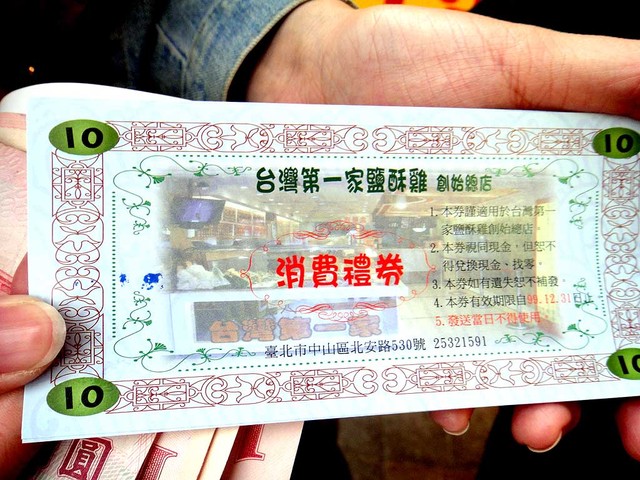 10
10
台灣第一家鹽酥雞 創始總店
1.本券謹適用於台灣第一
家鹽酥雞創始總店。
2.本券視同現金，但恕不
得兌換現金、找零。
3.本券如有遺失恕不補發。
4.本券有效期限自99.12.31日止
5.發送當日不得使用
消費禮券
台灣第一家
臺北市中山區北安路530號 25321591
10
10
圓